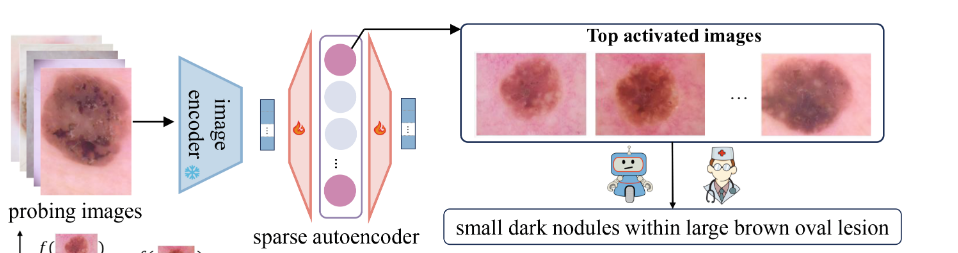 Top activated images
image
encoder
...
...
...
...
probing images
sparse autoencoder
small dark nodules within large brown oval lesion
f( )
f(